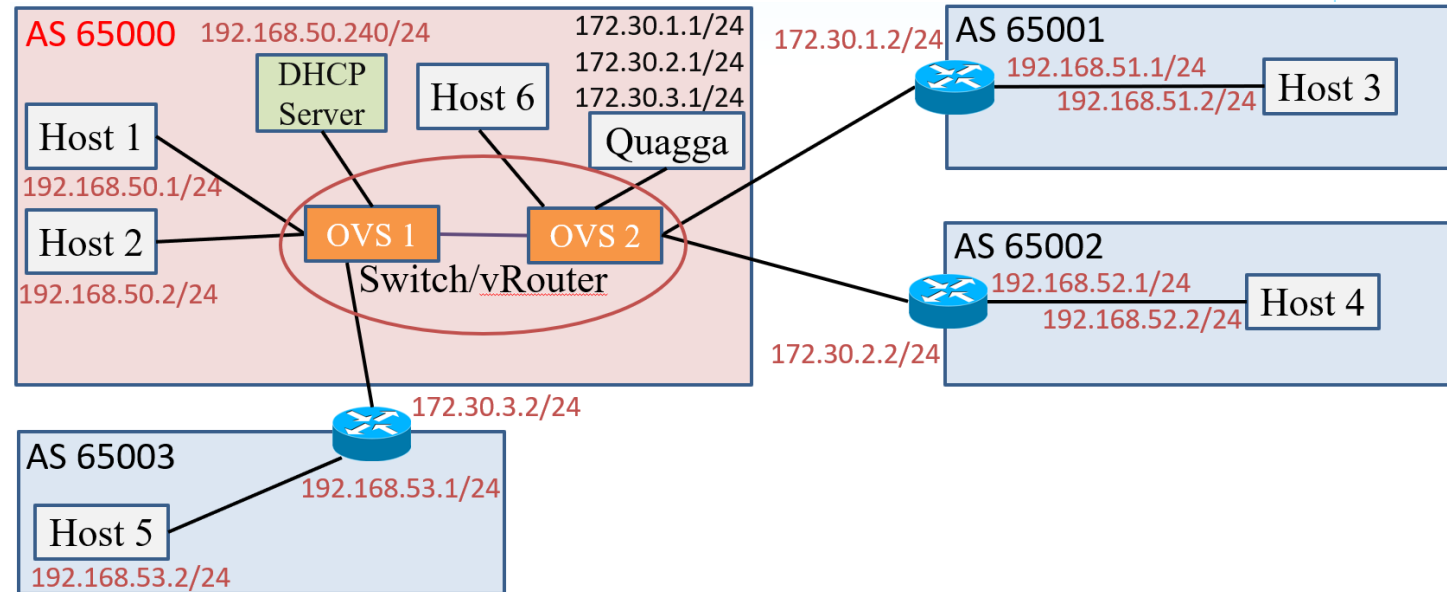 AS 65000
192.168.50.240/24
172.30.1.1/24
172.30.2.1/24
172.30.3.1/24
DHCP
Server
Host 6
Quagga
Host 1
192.168.50.1/24
Host 2
192.168.50.2/24
OVS 1
OVS 2
Switch/vRouter
172.30.1.2/24
AS 65001
192.168.51.1/24
192.168.51.2/24
Host 3
AS 65002
192.168.52.1/24
192.168.52.2/24
Host 4
172.30.2.2/24
172.30.3.2/24
AS 65003
192.168.53.1/24
Host 5
192.168.53.2/24